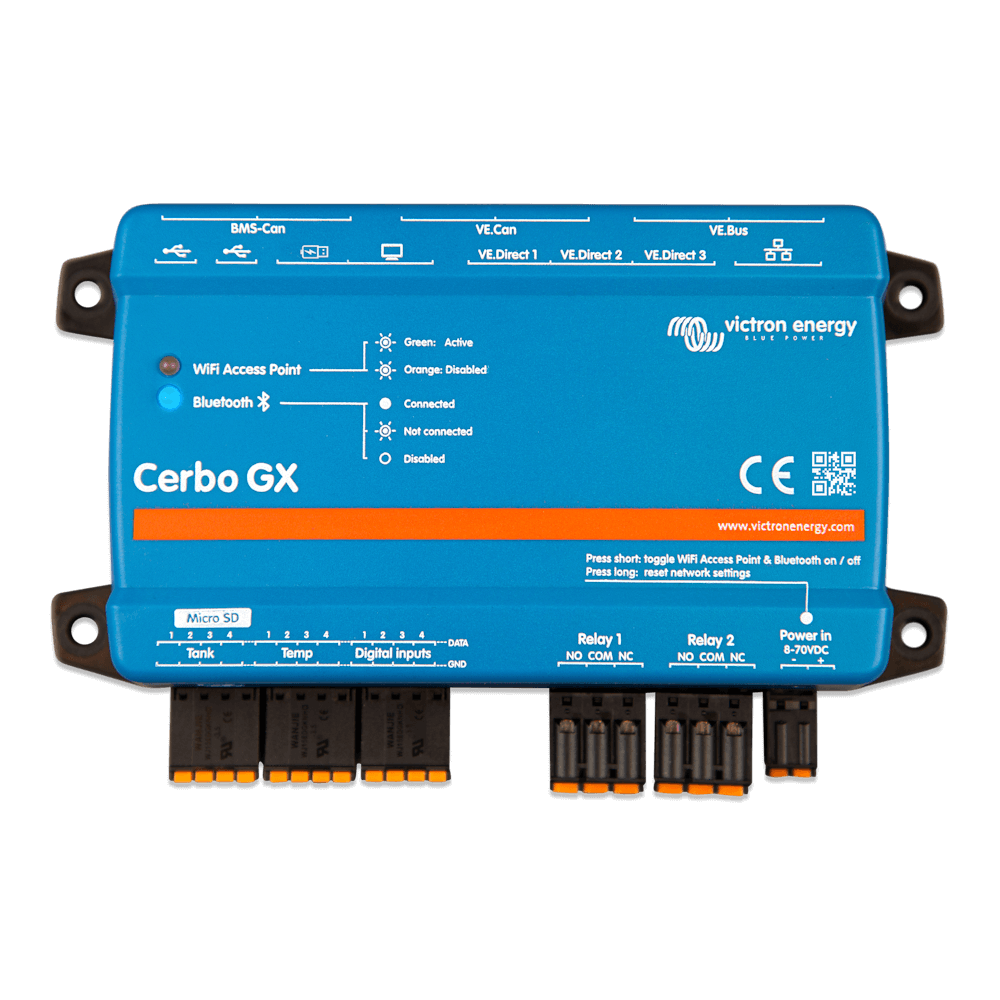 BMS-Can VE.Can VE.Bus
VE.Direct 1 VE.Direct 2 VE.Direct 3
victron energy
BLUE POWER
WiFi Access Point
Green: Active
Orange: Disabled
Bluetooth
Connected
Not connected
Disabled
Cerbo GX
CE
www.victronenergy.com
Press short: toggle WiFi Access Point & Bluetooth on / off
Press long: reset network settings
Micro SD
1 2 3 4 1 2 3 4 1 2 3 4 DATA
Tank Temp Digital inputs
GND
Relay 1
NO COM NC
Relay 2
NO COM NC
Power in
8-70VDC
- +
WANJIE
WANJIE